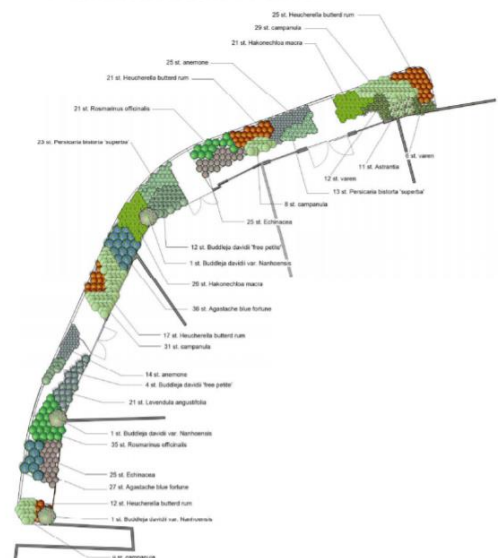 25 st. Heucherella butterd rum
29 st. campanula
21 st. Hakonechloa macra
25 st. anemone
21 st. Heucherella butterd rum
21 st. Rosmarinus officinalis
23 st. Persicaria bistorta 'superba'
st. varen
11 st. Astrantia
12 st. varen
13 st. Persicaria bistorta 'superba'
8 st. campanula
25 st. Echinacea
12 st. Buddleja davidii 'free petite'
1 st. Buddleja davidii var. Nanhoensis
26 st. Hakonechloa macra
36 st. Agastache blue fortune
17 st. Heucherella butterd rum
31 st. campanula
14 st. anemone
4 st. Buddleja davidii 'free petite'
21 st. Levendula angustifolia
1 st. Buddleja davidii var. Nanhoensis
35 st. Rosmarinus officinalis
25 st. Echinacea
27 st. Agastache blue fortune
12 st. Heucherella butterd rum
1 st. Buddleja davidii var. Nanhoensis
st. campanula